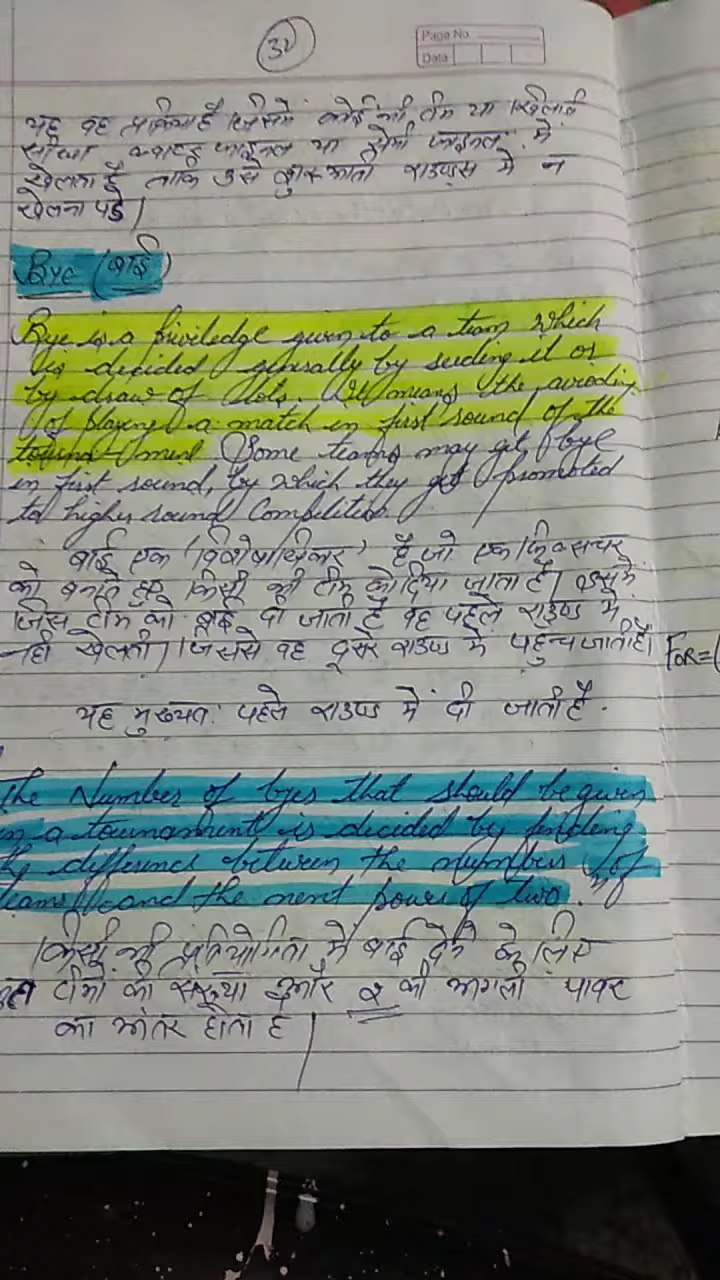 32
Page No.
Date
यह वह प्रक्रिया है जिसमें कोई भी टीम या खिलाड़ी
सीधा क्वाटर फाइनल या सेमी फाइनल में
खेलता है ताकि उसे शुरुआती राउण्ड्स में न
खेलना पड़े।
Bye (बाई)
Bye is a priviledge given to a team which
is decided generally by seeding it or
by draw of lots. It means the avoiding
of playing a match in first round of the
tournament. Some teams may get bye
in first round, by which they get promoted
to higher round Competition.
बाई एक (विशेषाधिकार) है जो एक फिक्सचर
को बनाते हुए किसी भी टीम को दिया जाता है। इसमें
जिस टीम को बाई दी जाती है वह पहले राउण्ड में
नही खेलती। जिससे वह दूसरे राउण्ड में पहुन्च जाती है।
FOR=(
यह मुख्यत: पहले राउण्ड में दी जाती है.
The Number of byes that should be given
in a tournament is decided by finding
the difference between the numbers of
teams and the next power of two.
किसी भी प्रतियोगिता में बाई देने के लिए
टीमों की संख्या और 2 की अगली पावर
का अंतर होता है।